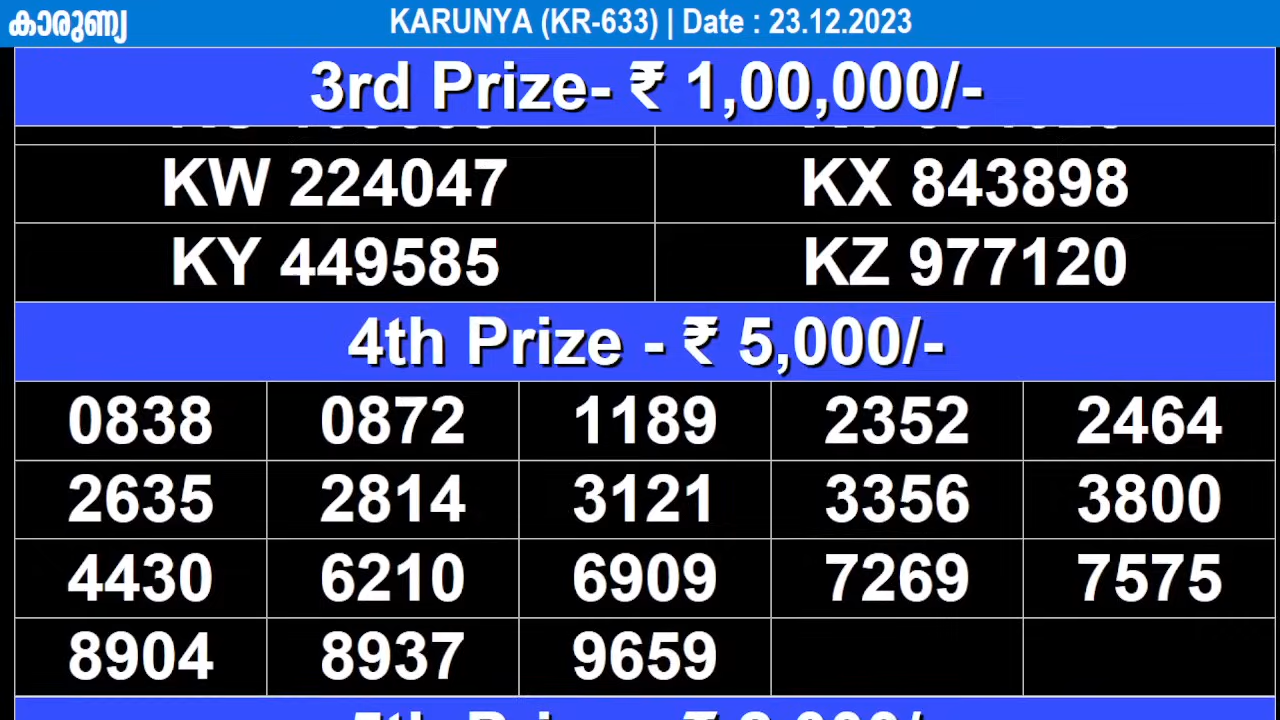 കാരുണ്യ KARUNYA (KR-633) | Date : 23.12.2023
3rd Prize- ₹ 1,00,000/-
KW 224047 KX 843898
KY 449585 KZ 977120
4th Prize - ₹ 5,000/-
0838 0872 1189 2352 2464
2635 2814 3121 3356 3800
4430 6210 6909 7269 7575
8904 8937 9659